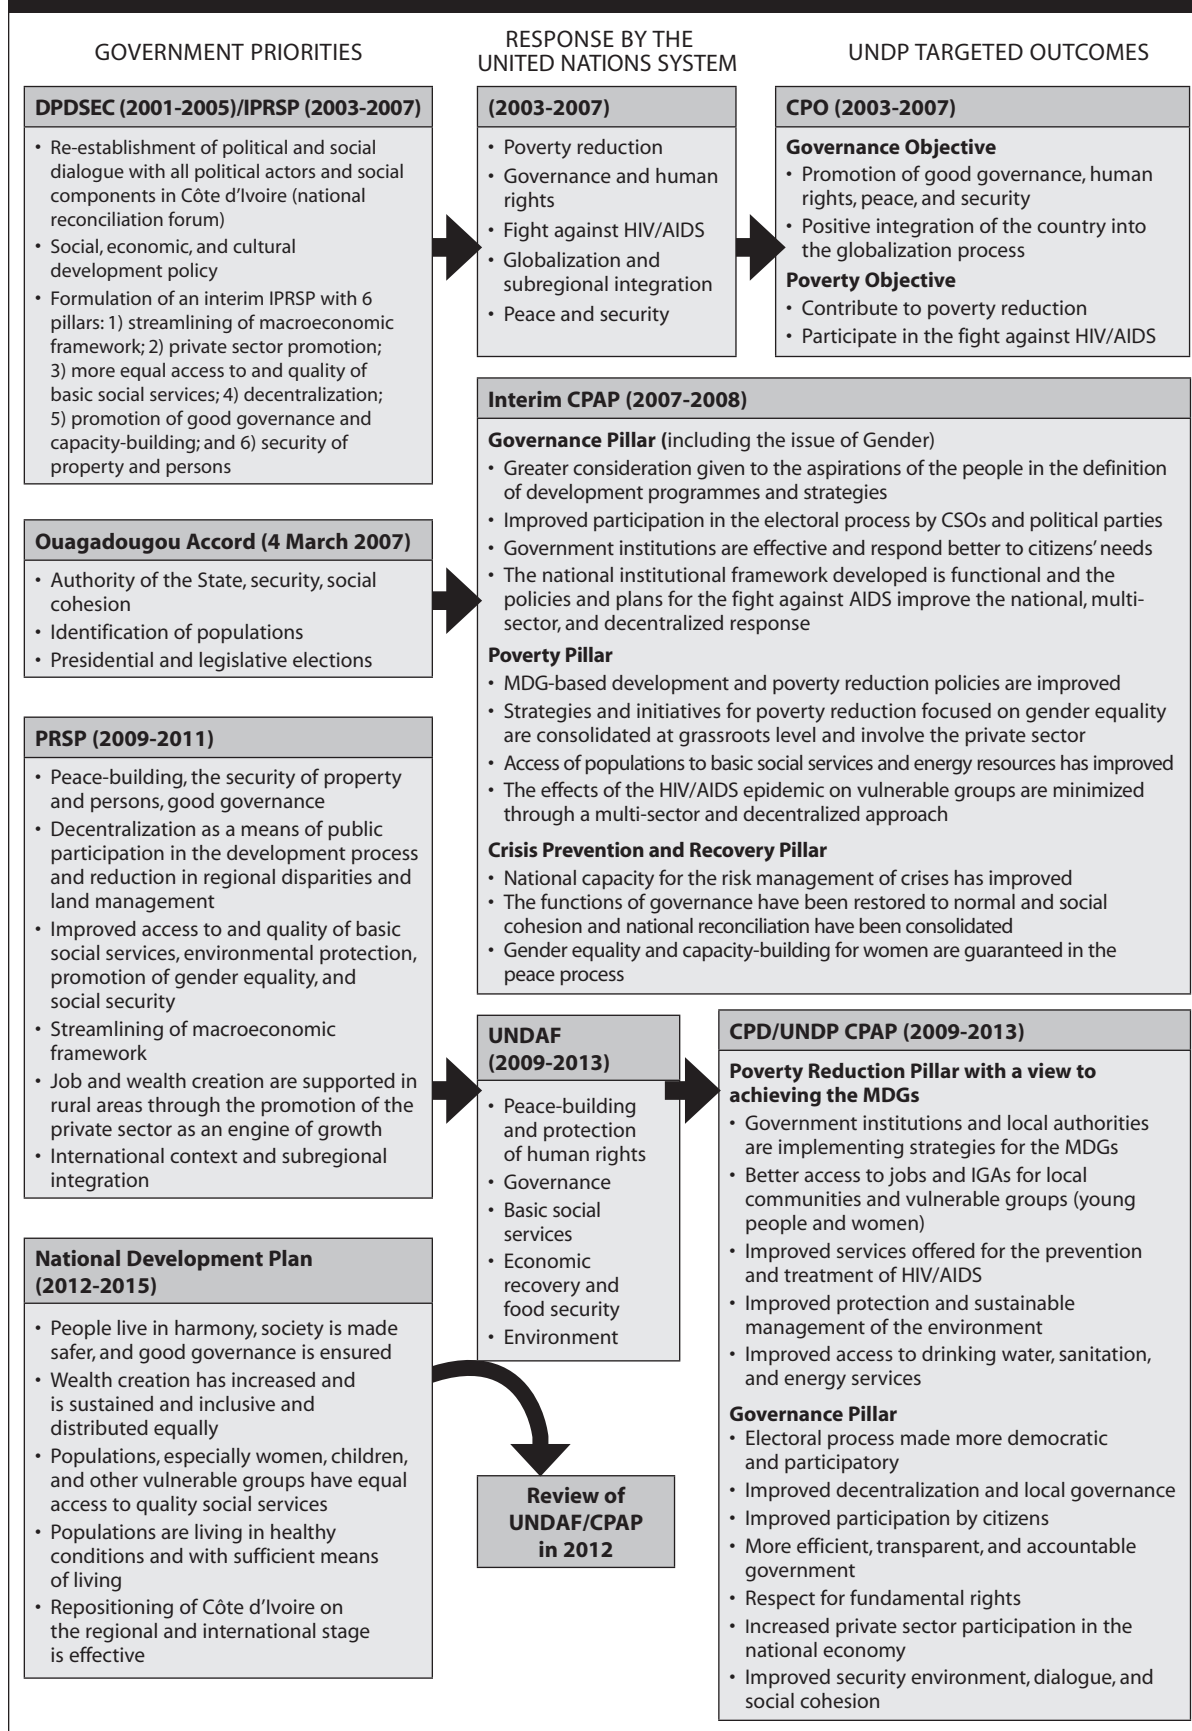 GOVERNMENT PRIORITIES
RESPONSE BY THE
UNITED NATIONS SYSTEM
UNDP TARGETED OUTCOMES
DPDSEC (2001-2005)/IPRSP (2003-2007)
• Re-establishment of political and social
dialogue with all political actors and social
components in Côte d'Ivoire (national
reconciliation forum)
• Social, economic, and cultural
development policy
• Formulation of an interim IPRSP with 6
pillars: 1) streamlining of macroeconomic
framework; 2) private sector promotion;
3) more equal access to and quality of
basic social services; 4) decentralization;
5) promotion of good governance and
capacity-building; and 6) security of
property and persons
(2003-2007)
• Poverty reduction
• Governance and human
rights
• Fight against HIV/AIDS
• Globalization and
subregional integration
• Peace and security
CPO (2003-2007)
Governance Objective
• Promotion of good governance, human
rights, peace, and security
• Positive integration of the country into
the globalization process
Poverty Objective
• Contribute to poverty reduction
• Participate in the fight against HIV/AIDS
Ouagadougou Accord (4 March 2007)
• Authority of the State, security, social
cohesion
• Identification of populations
• Presidential and legislative elections
Interim CPAP (2007-2008)
Governance Pillar (including the issue of Gender)
• Greater consideration given to the aspirations of the people in the definition
of development programmes and strategies
• Improved participation in the electoral process by CSOs and political parties
• Government institutions are effective and respond better to citizens' needs
• The national institutional framework developed is functional and the
policies and plans for the fight against AIDS improve the national, multi-
sector, and decentralized response
Poverty Pillar
• MDG-based development and poverty reduction policies are improved
• Strategies and initiatives for poverty reduction focused on gender equality
are consolidated at grassroots level and involve the private sector
• Access of populations to basic social services and energy resources has improved
• The effects of the HIV/AIDS epidemic on vulnerable groups are minimized
through a multi-sector and decentralized approach
Crisis Prevention and Recovery Pillar
• National capacity for the risk management of crises has improved
• The functions of governance have been restored to normal and social
cohesion and national reconciliation have been consolidated
• Gender equality and capacity-building for women are guaranteed in the
peace process
PRSP (2009-2011)
• Peace-building, the security of property
and persons, good governance
• Decentralization as a means of public
participation in the development process
and reduction in regional disparities and
land management
• Improved access to and quality of basic
social services, environmental protection,
promotion of gender equality, and
social security
• Streamlining of macroeconomic
framework
• Job and wealth creation are supported in
rural areas through the promotion of the
private sector as an engine of growth
• International context and subregional
integration
UNDAF
(2009-2013)
• Peace-building
and protection
of human rights
• Governance
• Basic social
services
• Economic
recovery and
food security
• Environment
CPD/UNDP CPAP (2009-2013)
Poverty Reduction Pillar with a view to
achieving the MDGs
• Government institutions and local authorities
are implementing strategies for the MDGs
• Better access to jobs and IGAs for local
communities and vulnerable groups (young
people and women)
• Improved services offered for the prevention
and treatment of HIV/AIDS
• Improved protection and sustainable
management of the environment
• Improved access to drinking water, sanitation,
and energy services
Governance Pillar
• Electoral process made more democratic
and participatory
• Improved decentralization and local governance
• Improved participation by citizens
• More efficient, transparent, and accountable
government
• Respect for fundamental rights
• Increased private sector participation in the
national economy
• Improved security environment, dialogue, and
social cohesion
National Development Plan
(2012-2015)
• People live in harmony, society is made
safer, and good governance is ensured
• Wealth creation has increased and
is sustained and inclusive and
distributed equally
• Populations, especially women, children,
and other vulnerable groups have equal
access to quality social services
• Populations are living in healthy
conditions and with sufficient means
of living
• Repositioning of Côte d'Ivoire on
the regional and international stage
is effective
Review of
UNDAF/CPAP
in 2012